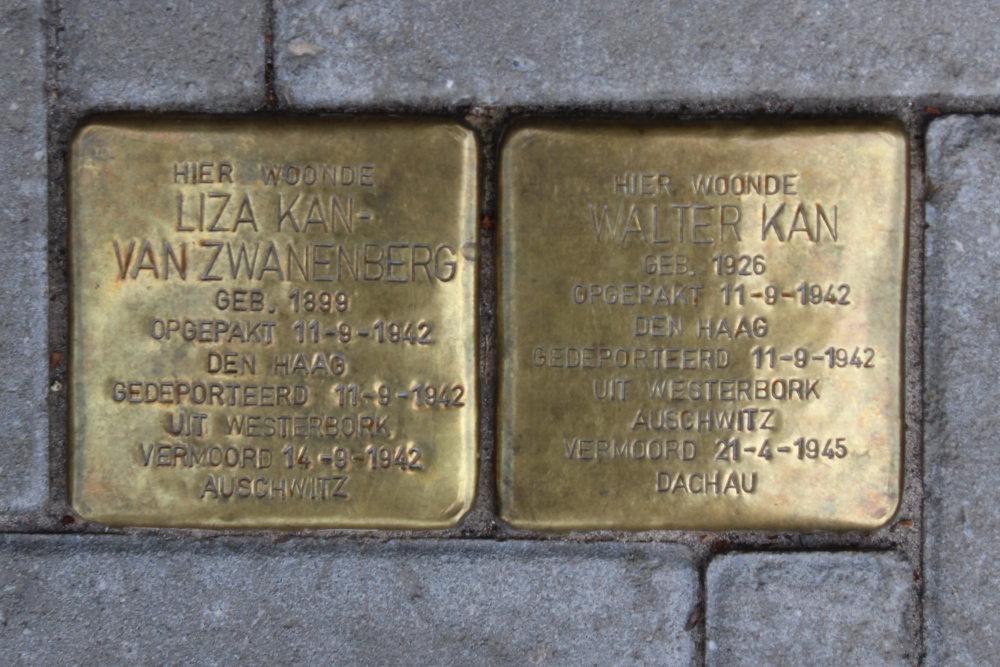 HIER WOONDE
LIZA KAN-
VAN ZWANENBERG
GEB. 1899
OPGEPAKT 11-9-1942
DEN HAAG
GEDEPORTEERD 11-9-1942
UIT WESTERBORK
VERMOORD 14-9-1942
AUSCHWITZ
HIER WOONDE
WALTER KAN
GEB. 1926
OPGEPAKT 11-9-1942
DEN HAAG
GEDEPORTEERD 11-9-1942
UIT WESTERBORK
AUSCHWITZ
VERMOORD 21-4-1945
DACHAU